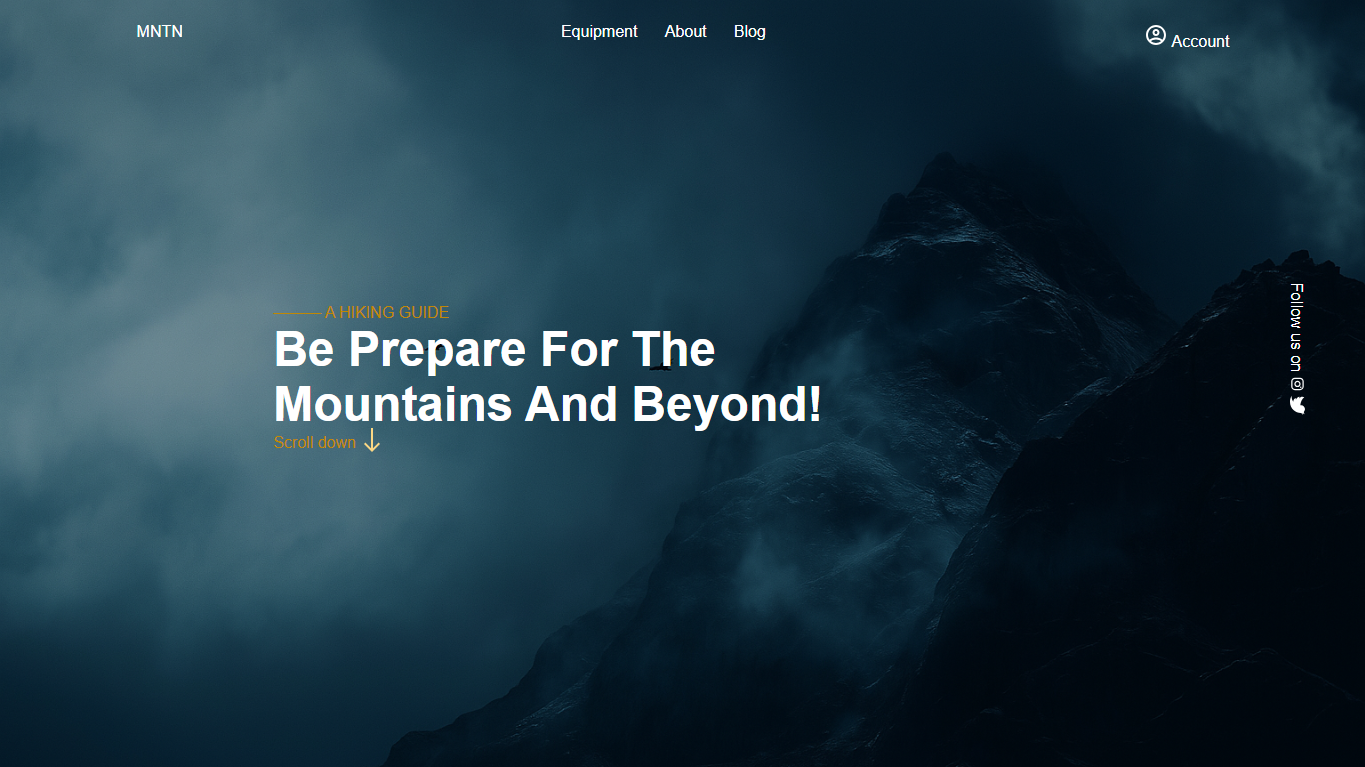 MNTN
Equipment About Blog
Account
A HIKING GUIDE
Be Prepare For The
Mountains And Beyond!
Scroll down
Follow us on